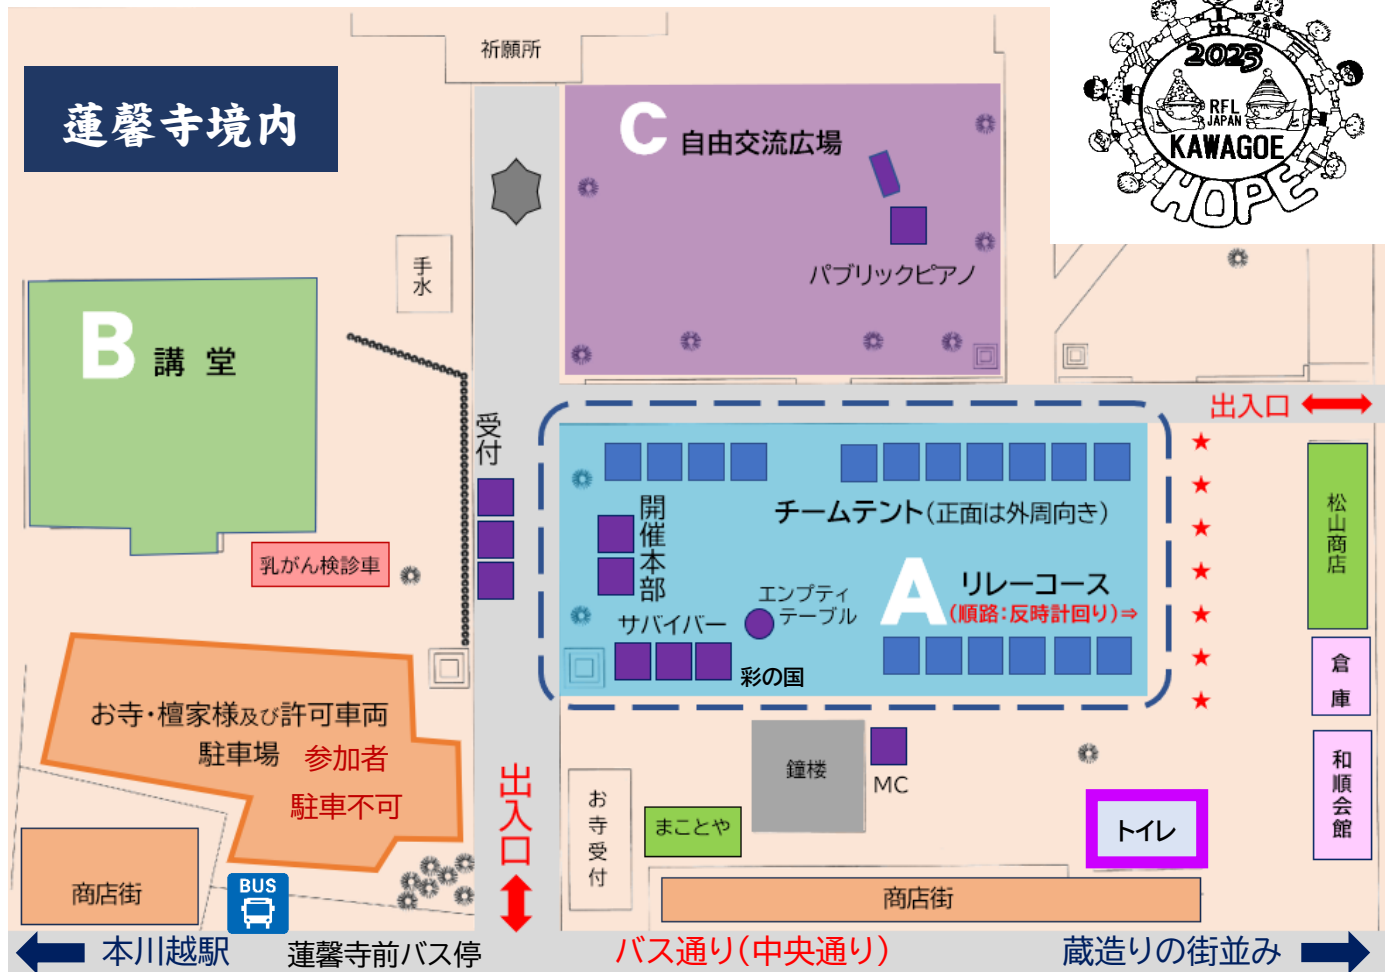 祈願所
蓮馨寺境内
2023
RFL
JAPAN
KAWAGOE
HOPE
C 自由交流広場
パブリックピアノ
手水
B 講堂
受付
出入口
乳がん検診車
開催本部
チームテント(正面は外周向き)
エンプティ
テーブル
A リレーコース
(順路:反時計回り)⇒
サバイバー
彩の国
松山商店
倉庫
和順会館
お寺・檀家様及び許可車両
駐車場 参加者
駐車不可
出入口
お寺受付
まことや
鐘楼
MC
トイレ
商店街
商店街
BUS
本川越駅
蓮馨寺前バス停
バス通り(中央通り)
蔵造りの街並み